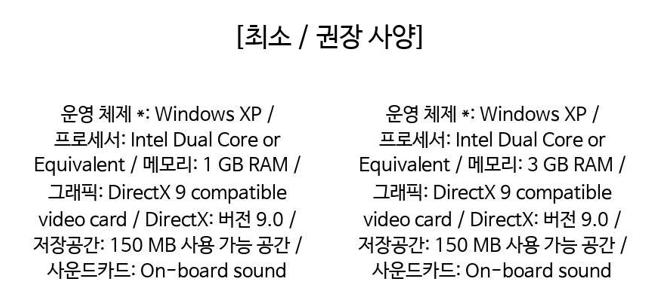 [최소 / 권장 사양]
운영 체제 *: Windows XP /
프로세서: Intel Dual Core or
Equivalent / 메모리: 1 GB RAM /
그래픽: DirectX 9 compatible
video card / DirectX: 버전 9.0 /
저장공간: 150 MB 사용 가능 공간 /
사운드카드: On-board sound
운영 체제 *: Windows XP /
프로세서: Intel Dual Core or
Equivalent / 메모리: 3 GB RAM /
그래픽: DirectX 9 compatible
video card / DirectX: 버전 9.0 /
저장공간: 150 MB 사용 가능 공간 /
사운드카드: On-board sound